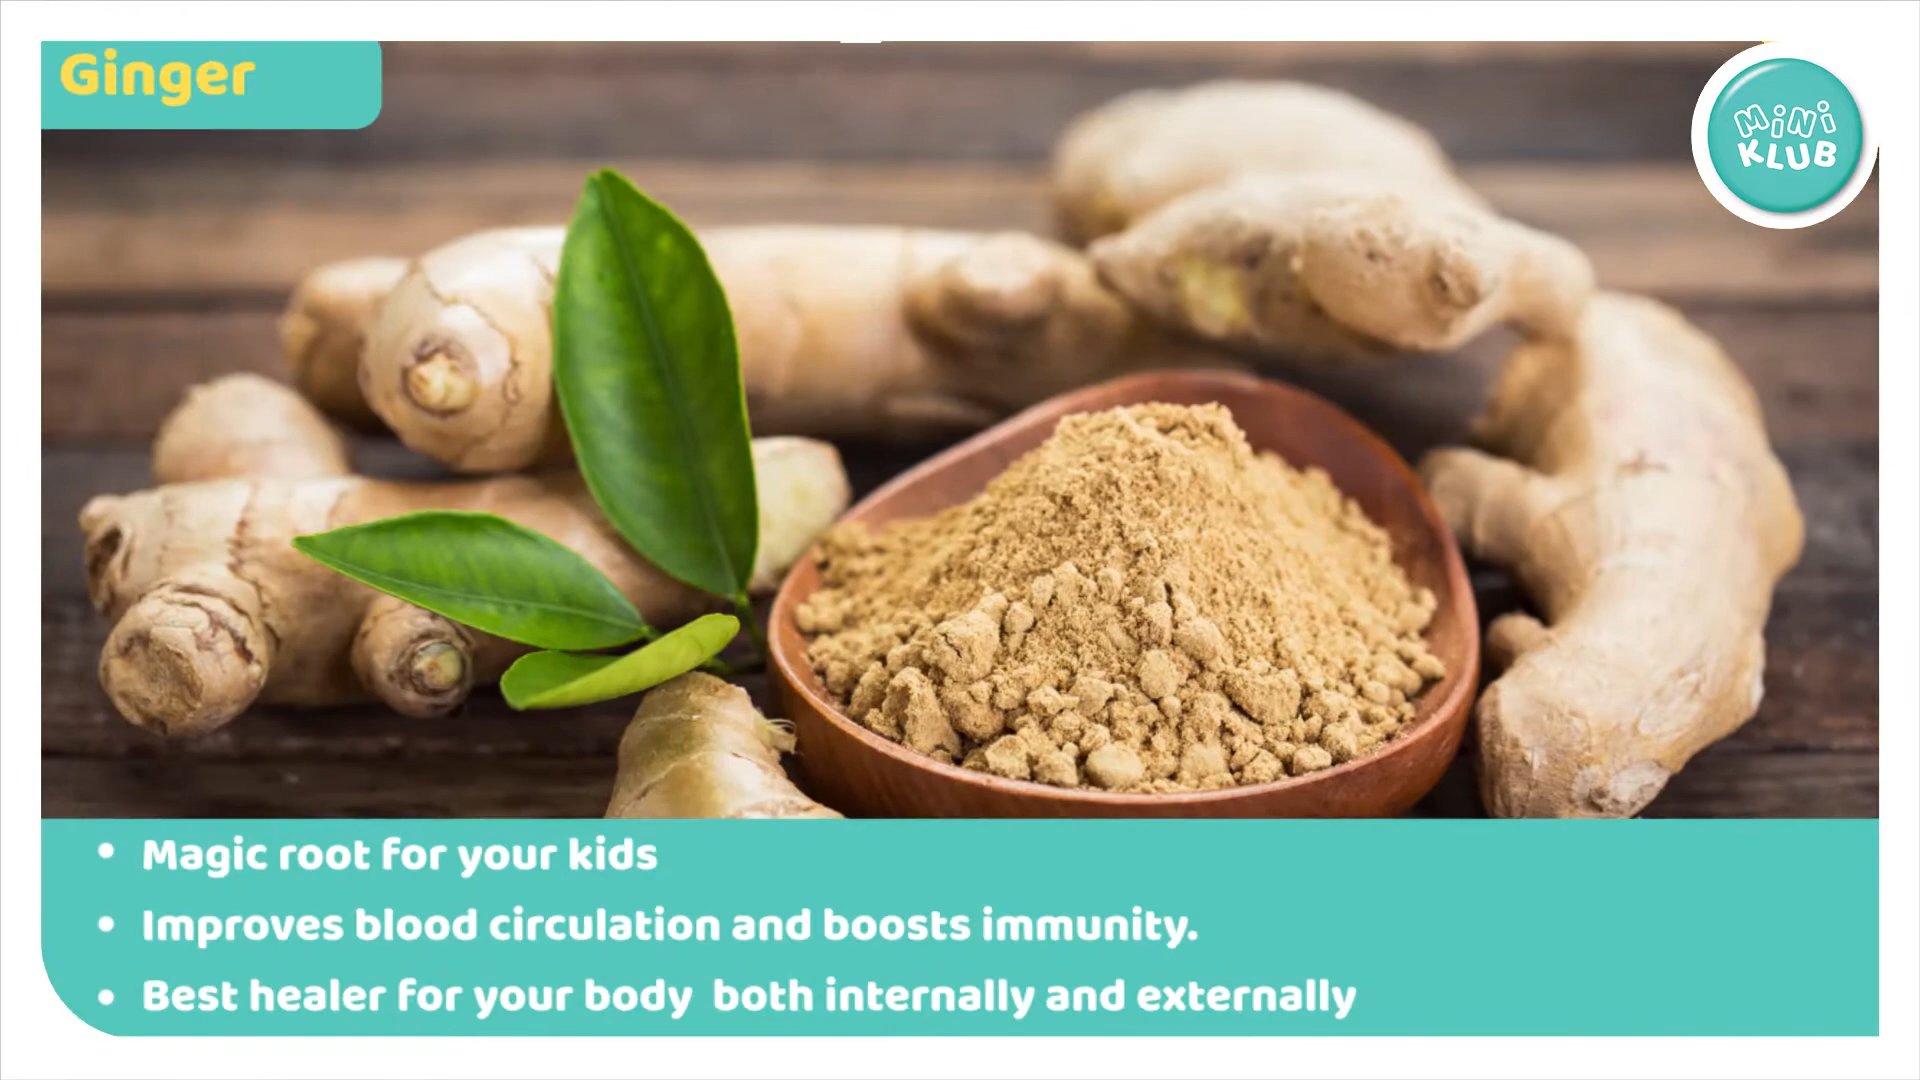 Ginger
MiNi
KLUB
• Magic root for your kids
• Improves blood circulation and boosts immunity.
• Best healer for your body  both internally and externally